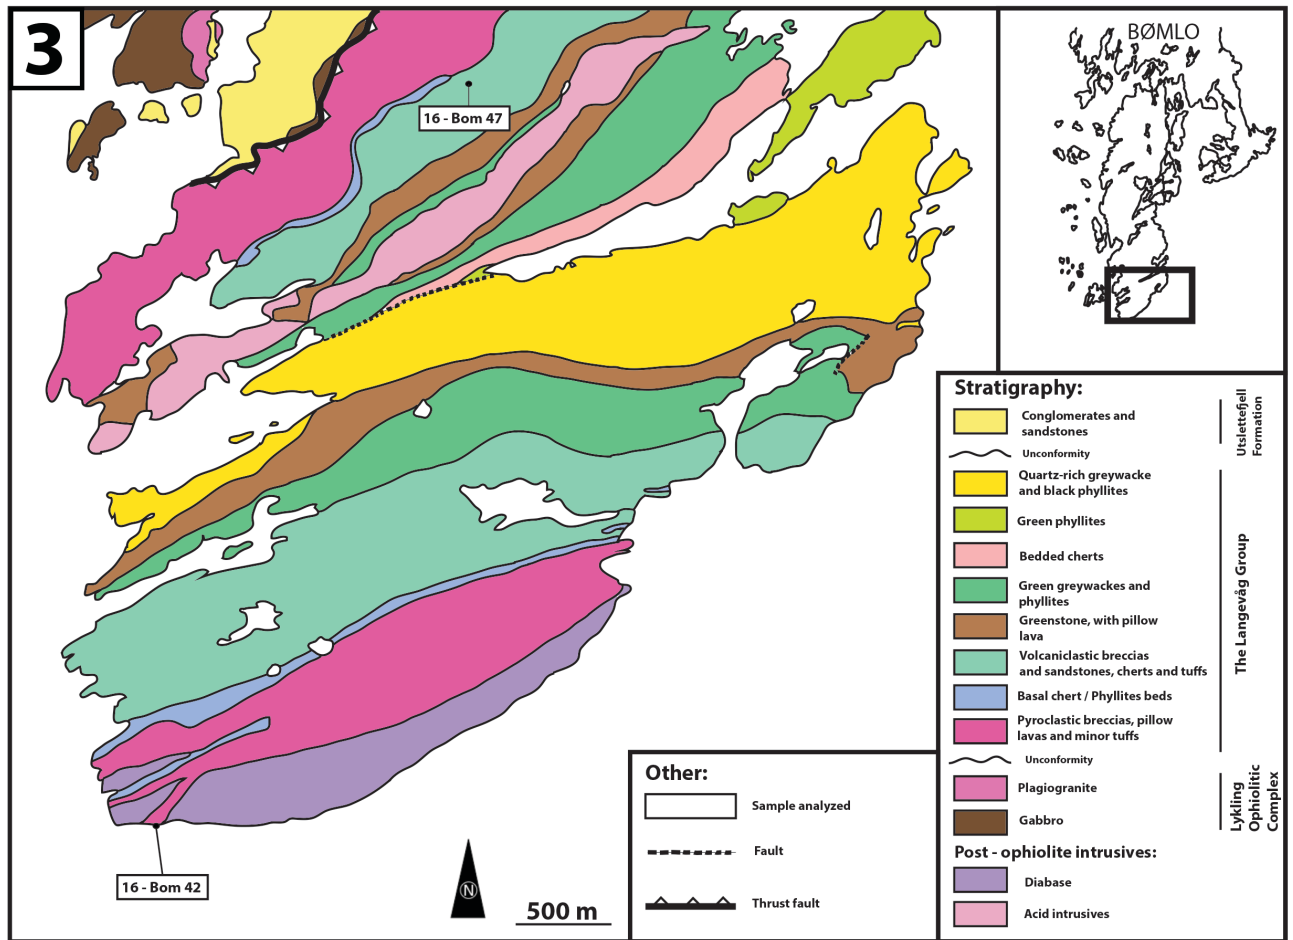 3
16 - Bom 47
BØMLO
Stratigraphy:
Conglomerates and
sandstones
Utslettefjell
Formation
Unconformity
Quartz-rich greywacke
and black phyllites
Green phyllites
Bedded cherts
Green greywackes and
phyllites
Greenstone, with pillow
lava
Volcaniclastic breccias
and sandstones, cherts and tuffs
Basal chert / Phyllites beds
Pyroclastic breccias, pillow
lavas and minor tuffs
The Langevåg Group
Unconformity
Plagiogranite
Gabbro
Lykling
Ophiolitic
Complex
Post - ophiolite intrusives:
Diabase
Acid intrusives
Other:
Sample analyzed
Fault
Thrust fault
16 - Bom 42
N
500 m